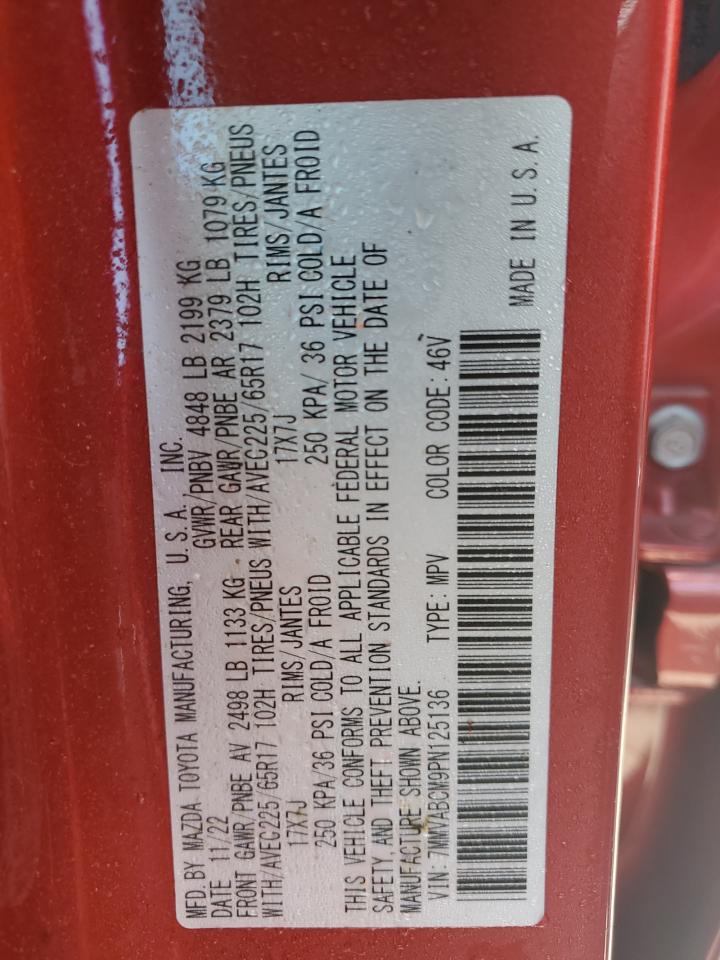 MFD. BY MAZDA TOYOTA MANUFACTURING, U.S.A. INC.
DATE 11/22 GVWR/PNBV 4848 LB 2199 KG
FRONT GAWR/PNBE AV 2498 LB 1133 KG REAR GAWR/PNBE AR 2379 LB 1079 KG
WITH/AVEC225/65R17 102H TIRES/PNEUS WITH/AVEC225/65R17 102H TIRES/PNEUS
17X7J RIMS/JANTES 17X7J RIMS/JANTES
250 KPA/36 PSI COLD/A FROID 250 KPA/ 36 PSI COLD/A FROID
THIS VEHICLE CONFORMS TO ALL APPLICABLE FEDERAL MOTOR VEHICLE
SAFETY, AND THEFT PREVENTION STANDARDS IN EFFECT ON THE DATE OF
MANUFACTURE SHOWN ABOVE.
VIN: 7MMVABCM9PN125136 TYPE: MPV COLOR CODE: 46V
MADE IN U.S.A.